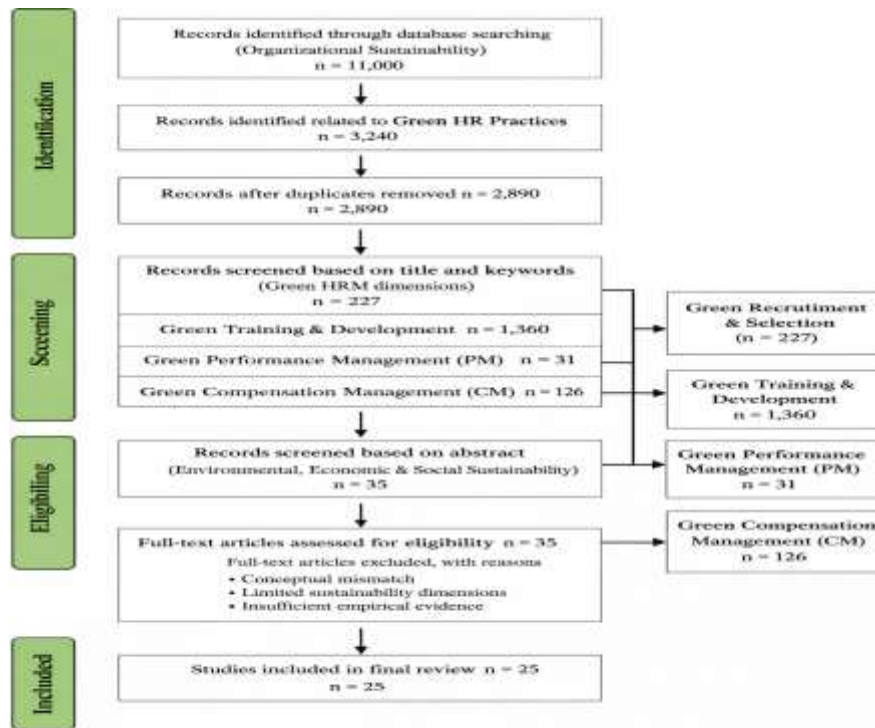 Identification
Records identified through database searching
(Organizational Sustainability)
n = 11,000
Records identified related to Green HR Practices
n = 3,240
Records after duplicates removed n = 2,890
n = 2,890
Screening
Records screened based on title and keywords
(Green HRM dimensions)
n = 227
Green Training & Development n = 1,360
Green Performance Management (PM) n = 31
Green Compensation Management (CM) n = 126
Green Recrutiment
& Selection
(n = 227)
Green Training &
Development
n = 1,360
Eligibiling
Records screened based on abstract
(Environmental, Economic & Social Sustainability)
n = 35
Full-text articles assessed for eligibility n = 35
Full-text articles excluded, with reasons
• Conceptual mismatch
• Limited sustainability dimensions
• Insufficient empirical evidence
Green Performance
Management (PM)
n = 31
Green Compensation
Management (CM)
n = 126
Included
Studies included in final review n = 25
n = 25